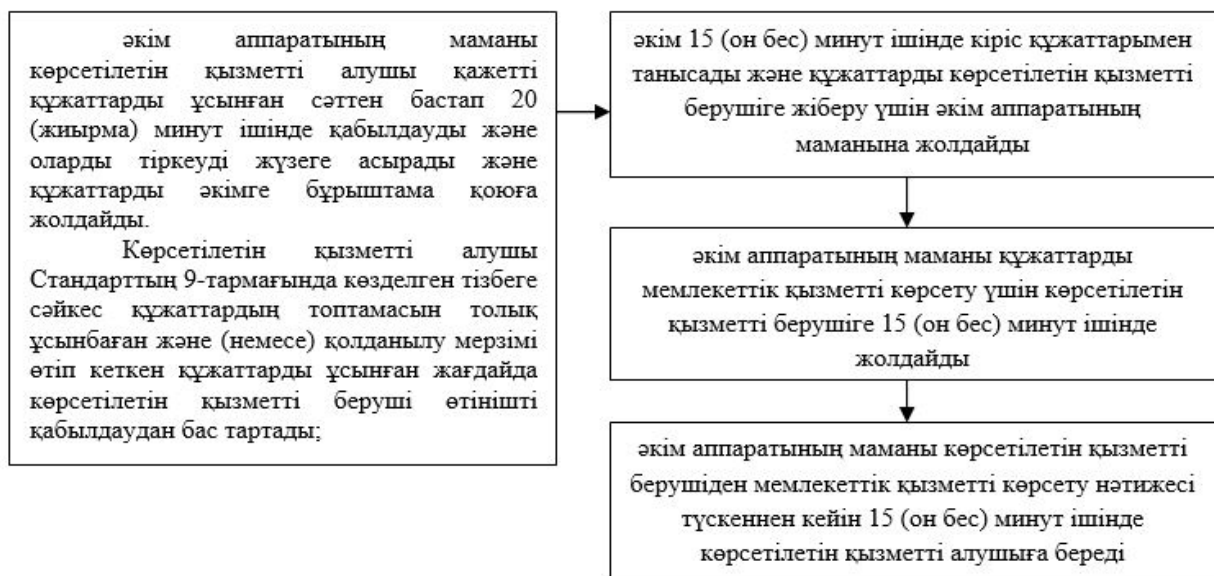 әкім аппаратының маманы
көрсетілетін қызметті алушы қажетті
құжаттарды ұсынған сәттен бастап 20
(жиырма) минут ішінде қабылдауды және
оларды тіркеуді жүзеге асырады және
құжаттарды әкімге бұрыштама қоюға
жолдайды.
Көрсетілетін қызметті алушы
Стандарттың 9-тармағында көзделген тізбеге
сәйкес құжаттардың топтамасын толық
ұсынбаған және (немесе) қолданылу мерзімі
өтіп кеткен құжаттарды ұсынған жағдайда
көрсетілетін қызметті беруші өтінішті
қабылдаудан бас тартады;
әкім 15 (он бес) минут ішінде кіріс құжаттарымен
танысады және құжаттарды көрсетілетін қызметті
берушіге жіберу үшін әкім аппаратының
маманына жолдайды
әкім аппаратының маманы құжаттарды
мемлекеттік қызметті көрсету үшін көрсетілетін
қызметті берушіге 15 (он бес) минут ішінде
жолдайды
әкім аппаратының маманы көрсетілетін қызметті
берушіден мемлекеттік қызметті көрсету нәтижесі
түскеннен кейін 15 (он бес) минут ішінде
көрсетілетін қызметті алушыға береді